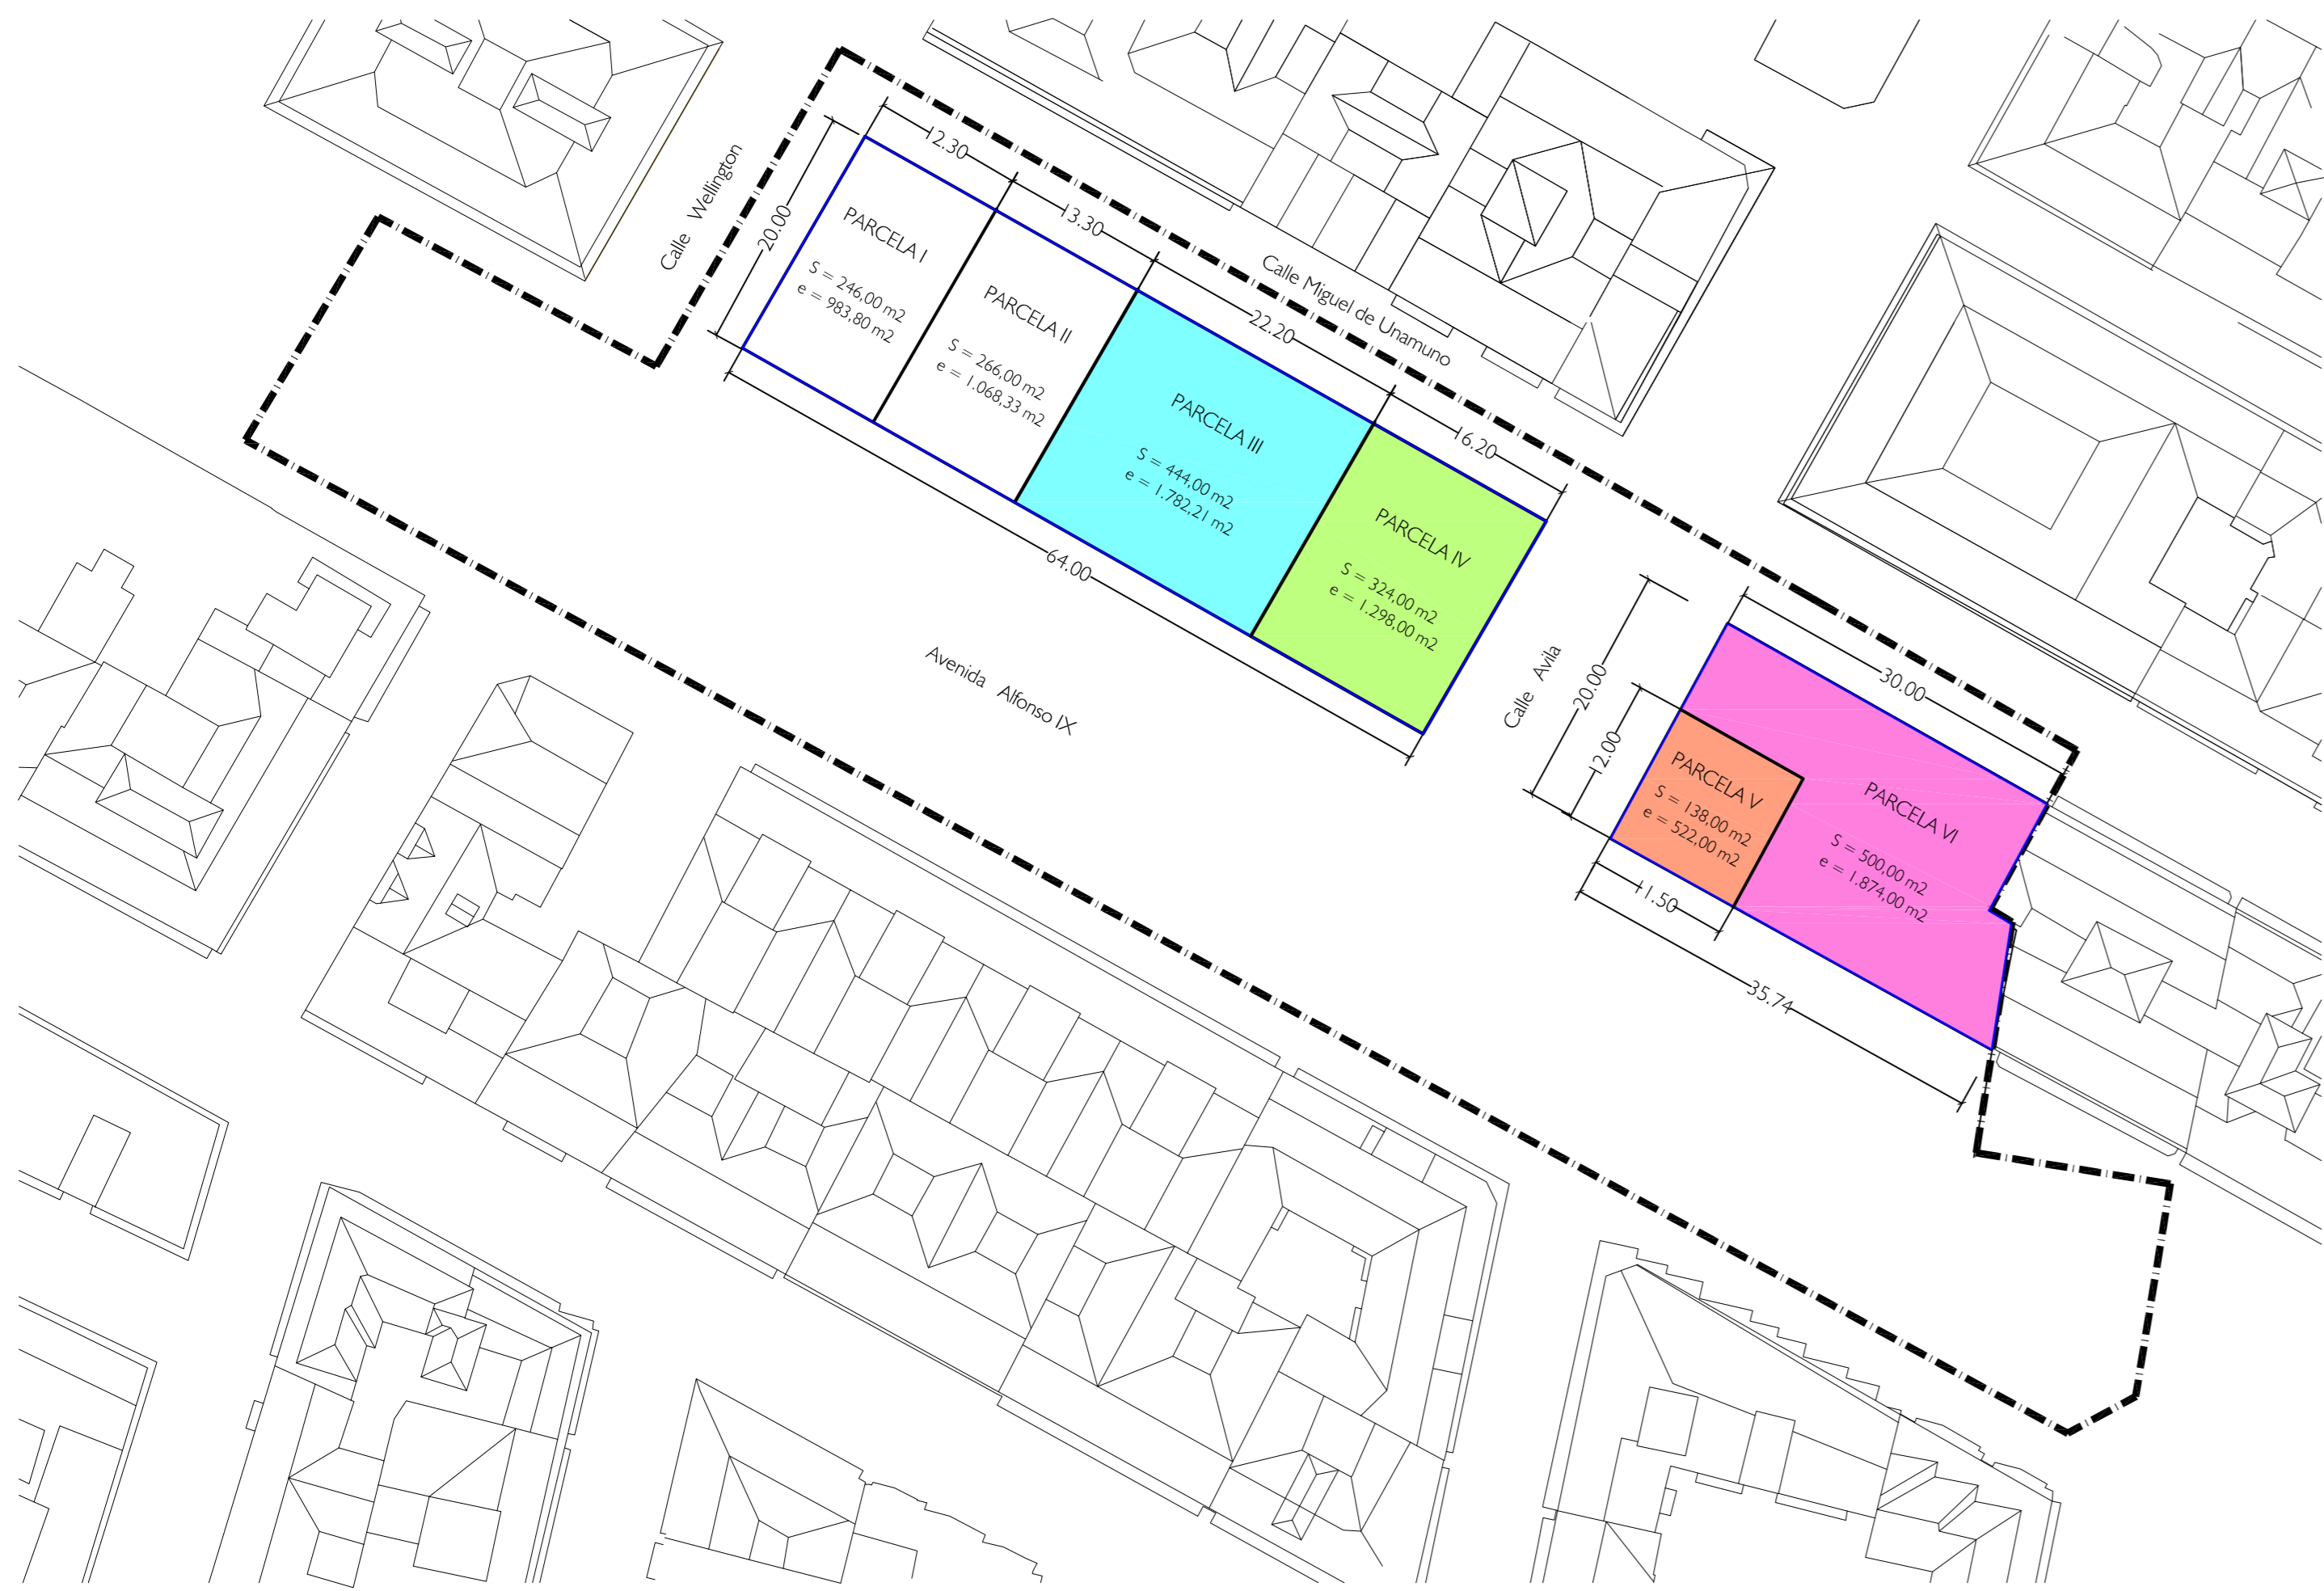 Calle Wellington
20.00
12.30
13.30
22.20
16.20
PARCELA I
S = 246,00 m2
e = 983,80 m2
PARCELA II
S = 266,00 m2
e = 1.068,33 m2
PARCELA III
S = 444,00 m2
e = 1.782,21 m2
PARCELA IV
S = 324,00 m2
e = 1.298,00 m2
64.00
Calle Miguel de Unamuno
Avenida Alfonso IX
Calle Avila
20.00
12.00
30.00
PARCELA V
S = 138,00 m2
e = 522,00 m2
PARCELA VI
S = 500,00 m2
e = 1.874,00 m2
11.50
35.74